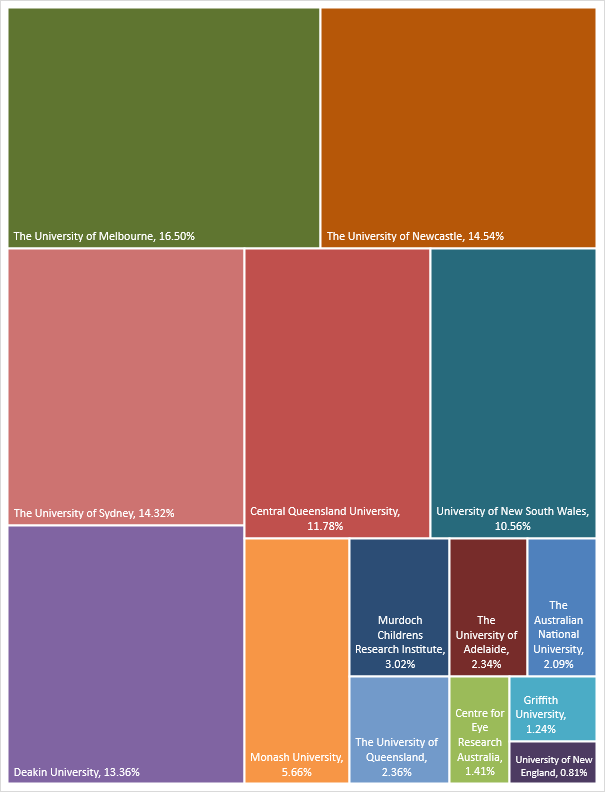 The University of Melbourne, 16.50%
The University of Newcastle, 14.54%
The University of Sydney, 14.32%
Central Queensland University,
11.78%
University of New South Wales,
10.56%
Deakin University, 13.36%
Monash University,
5.66%
Murdoch
Childrens
Research Institute,
3.02%
The
University of
Adelaide,
2.34%
The
Australian
National
University,
2.09%
The University of
Queensland,
2.36%
Centre for
Eye
Research
Australia,
1.41%
Griffith
University,
1.24%
University of New
England, 0.81%